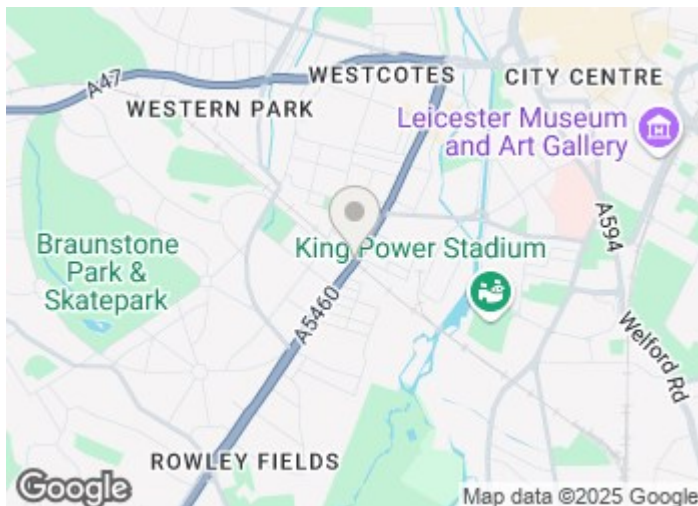 A47
WESTCOTES
CITY CENTRE
WESTERN PARK
Leicester Museum
and Art Gallery
A594
Braunstone
Park &
Skatepark
King Power Stadium
A5460
Welford Rd
ROWLEY FIELDS
Google
Map data ©2025 Google